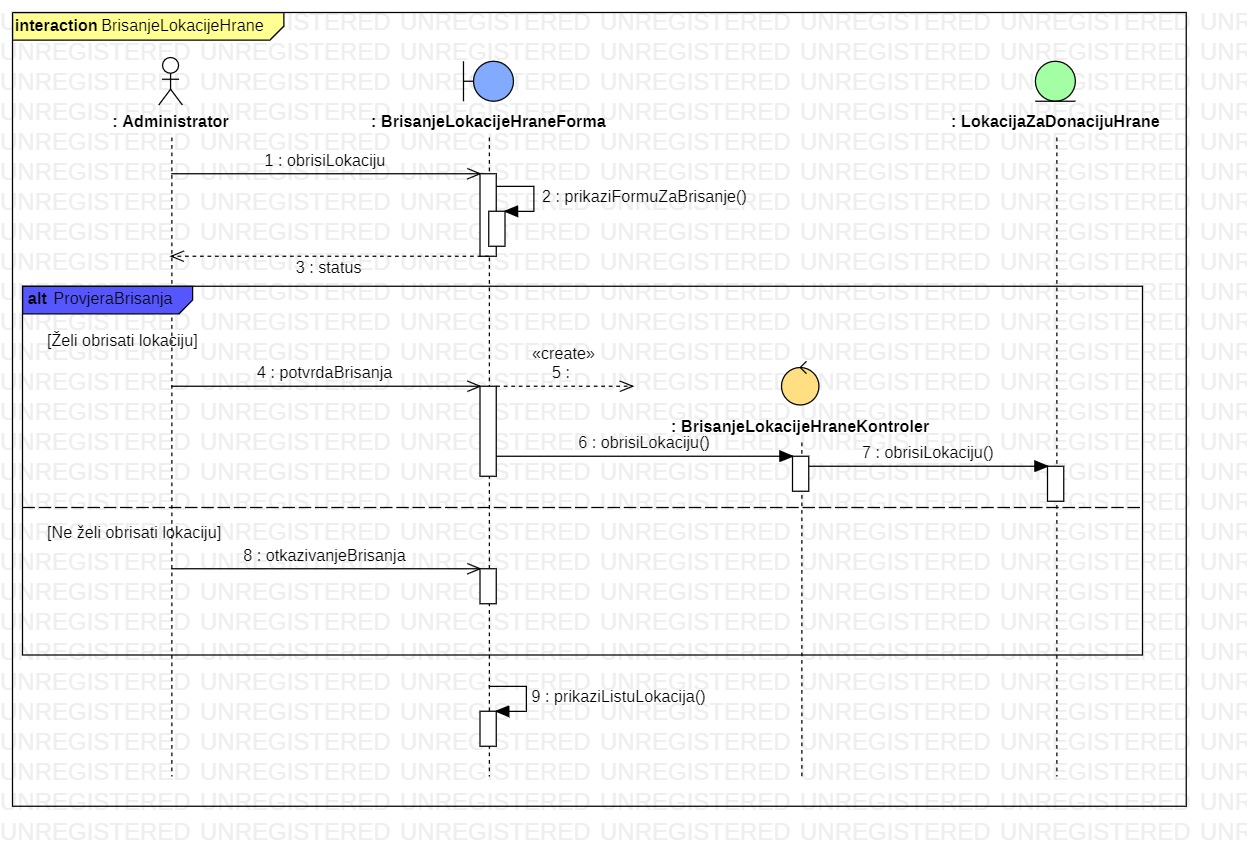 interaction BrisanjeLokacijeHrane
: Administrator
: BrisanjeLokacijeHraneForma
: LokacijaZaDonacijuHrane
1 : obrisiLokaciju
2 : prikaziFormuZaBrisanje()
3 : status
alt ProvjeraBrisanja
[Želi obrisati lokaciju]
«create»
4 : potvrdaBrisanja
5 :
: BrisanjeLokacijeHraneKontroler
6 : obrisiLokaciju()
7 : obrisiLokaciju()
[Ne želi obrisati lokaciju]
8 : otkazivanjeBrisanja
9 : prikaziListuLokacija()
UNREGISTERED UNREGISTERED UNREGISTERED UNREGISTERED UNREGISTERED UNREGISTERED UNR